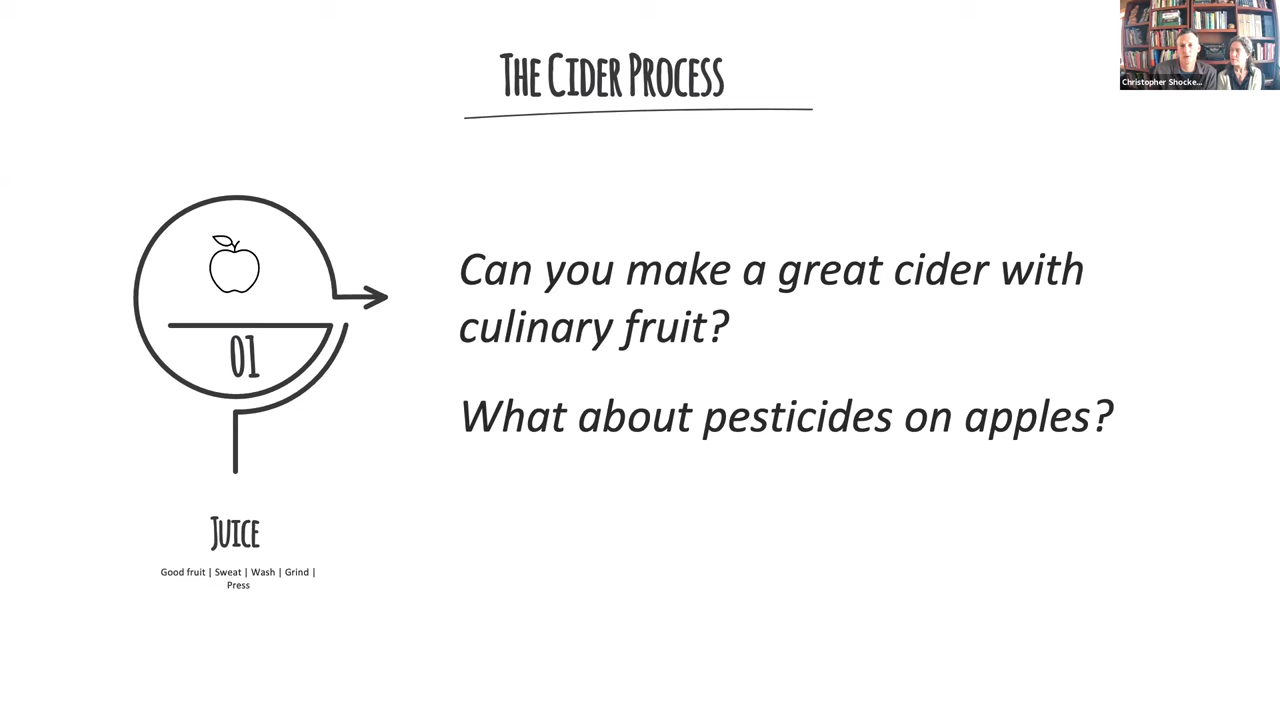 The Cider Process
Christopher Shocke...
Can you make a great cider with
culinary fruit?
01
What about pesticides on apples?
Juice
Good fruit | Sweat | Wash | Grind |
Press